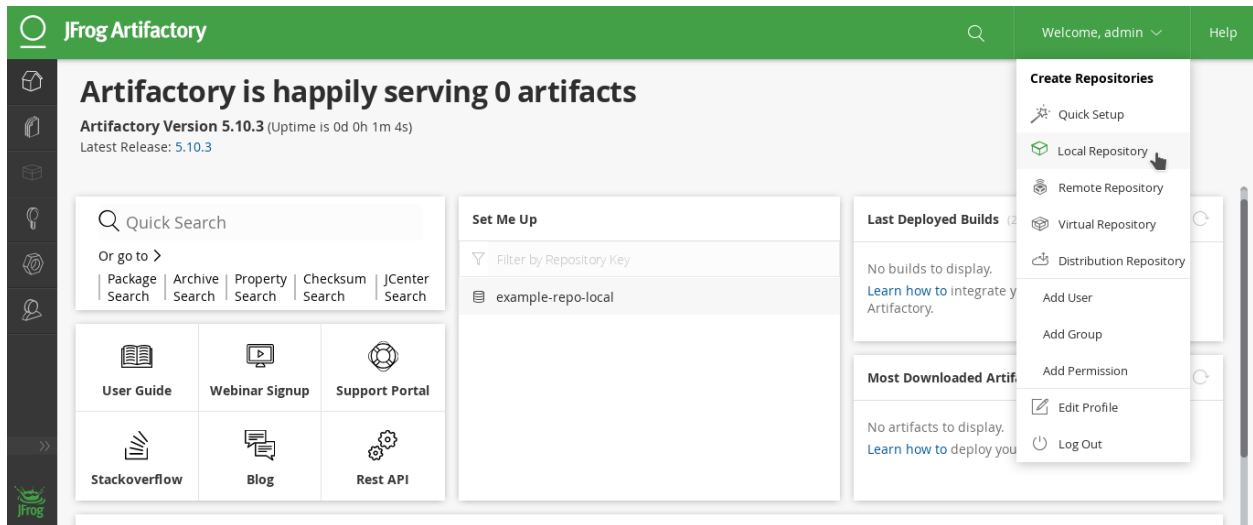 JFrog Artifactory
Welcome, admin
Help
Artifactory is happily serving 0 artifacts
Artifactory Version 5.10.3 (Uptime is 0d 0h 1m 4s)
Latest Release: 5.10.3
Quick Search
Or go to
Package Search
Archive Search
Property Search
Checksum Search
JCenter Search
User Guide
Webinar Signup
Support Portal
Stackoverflow
Blog
Rest API
Set Me Up
Filter by Repository Key
example-repo-local
Last Deployed Builds (2
No builds to display.
Learn how to integrate y
Artifactory.
Most Downloaded Artif
No artifacts to display.
Learn how to deploy you
Create Repositories
Quick Setup
Local Repository
Remote Repository
Virtual Repository
Distribution Repository
Add User
Add Group
Add Permission
Edit Profile
Log Out
JFrog